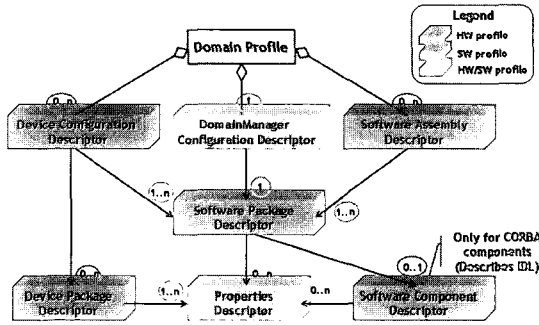 Legend
HW profile
SW profile
HW/SW profile
Domain Profile
0..n
1
0..n
Device Configuration
Descriptor
DomainManager
Configuration Descriptor
Software Assembly
Descriptor
1..n
1
1..n
Software Package
Descriptor
Only for CORBA
components
(Describes IDL)
0..n
0..n
0..1
Device Package
Descriptor
1..n
Properties
Descriptor
0..n
Software Component
Descriptor